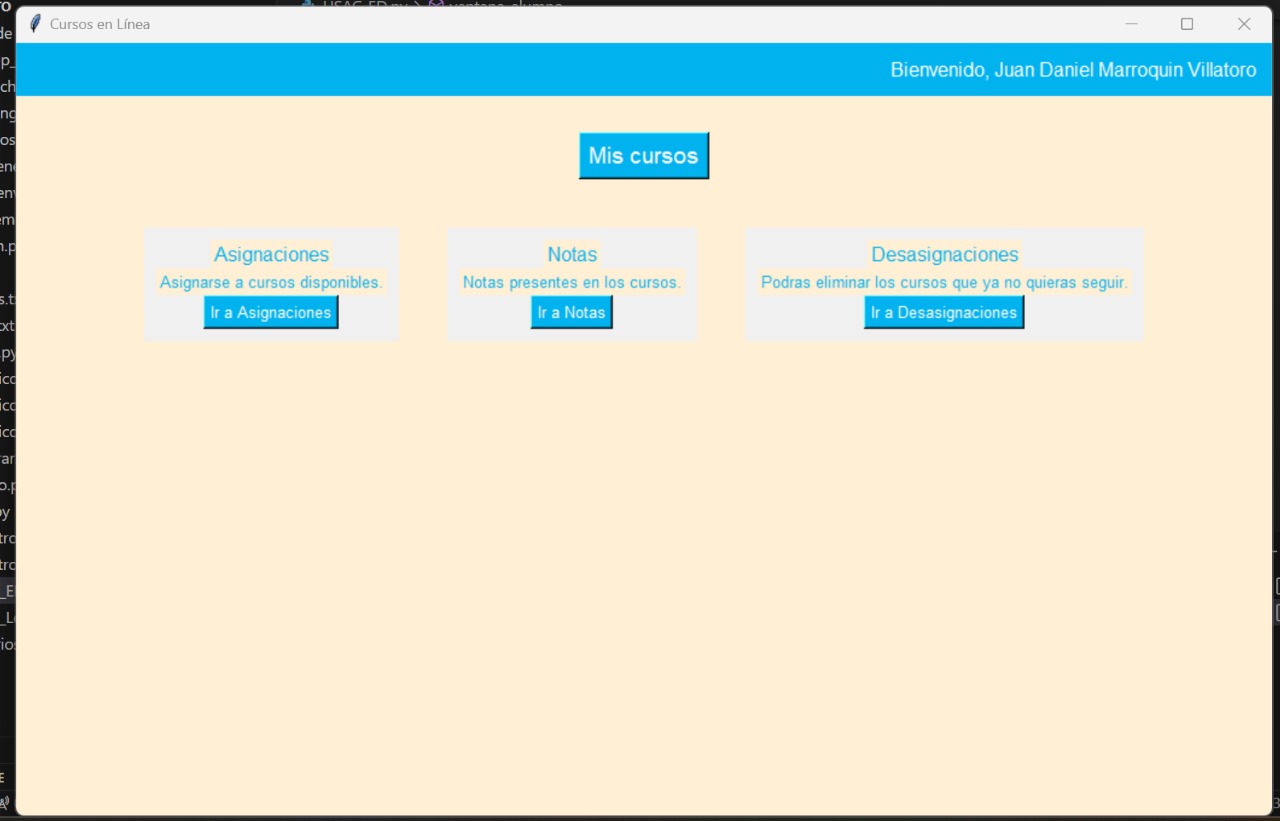 Cursos en Línea
Bienvenido, Juan Daniel Marroquin Villatoro
Mis cursos
Asignaciones
Asignarse a cursos disponibles.
Ir a Asignaciones
Notas
Notas presentes en los cursos.
Ir a Notas
Desasignaciones
Podras eliminar los cursos que ya no quieras seguir.
Ir a Desasignaciones